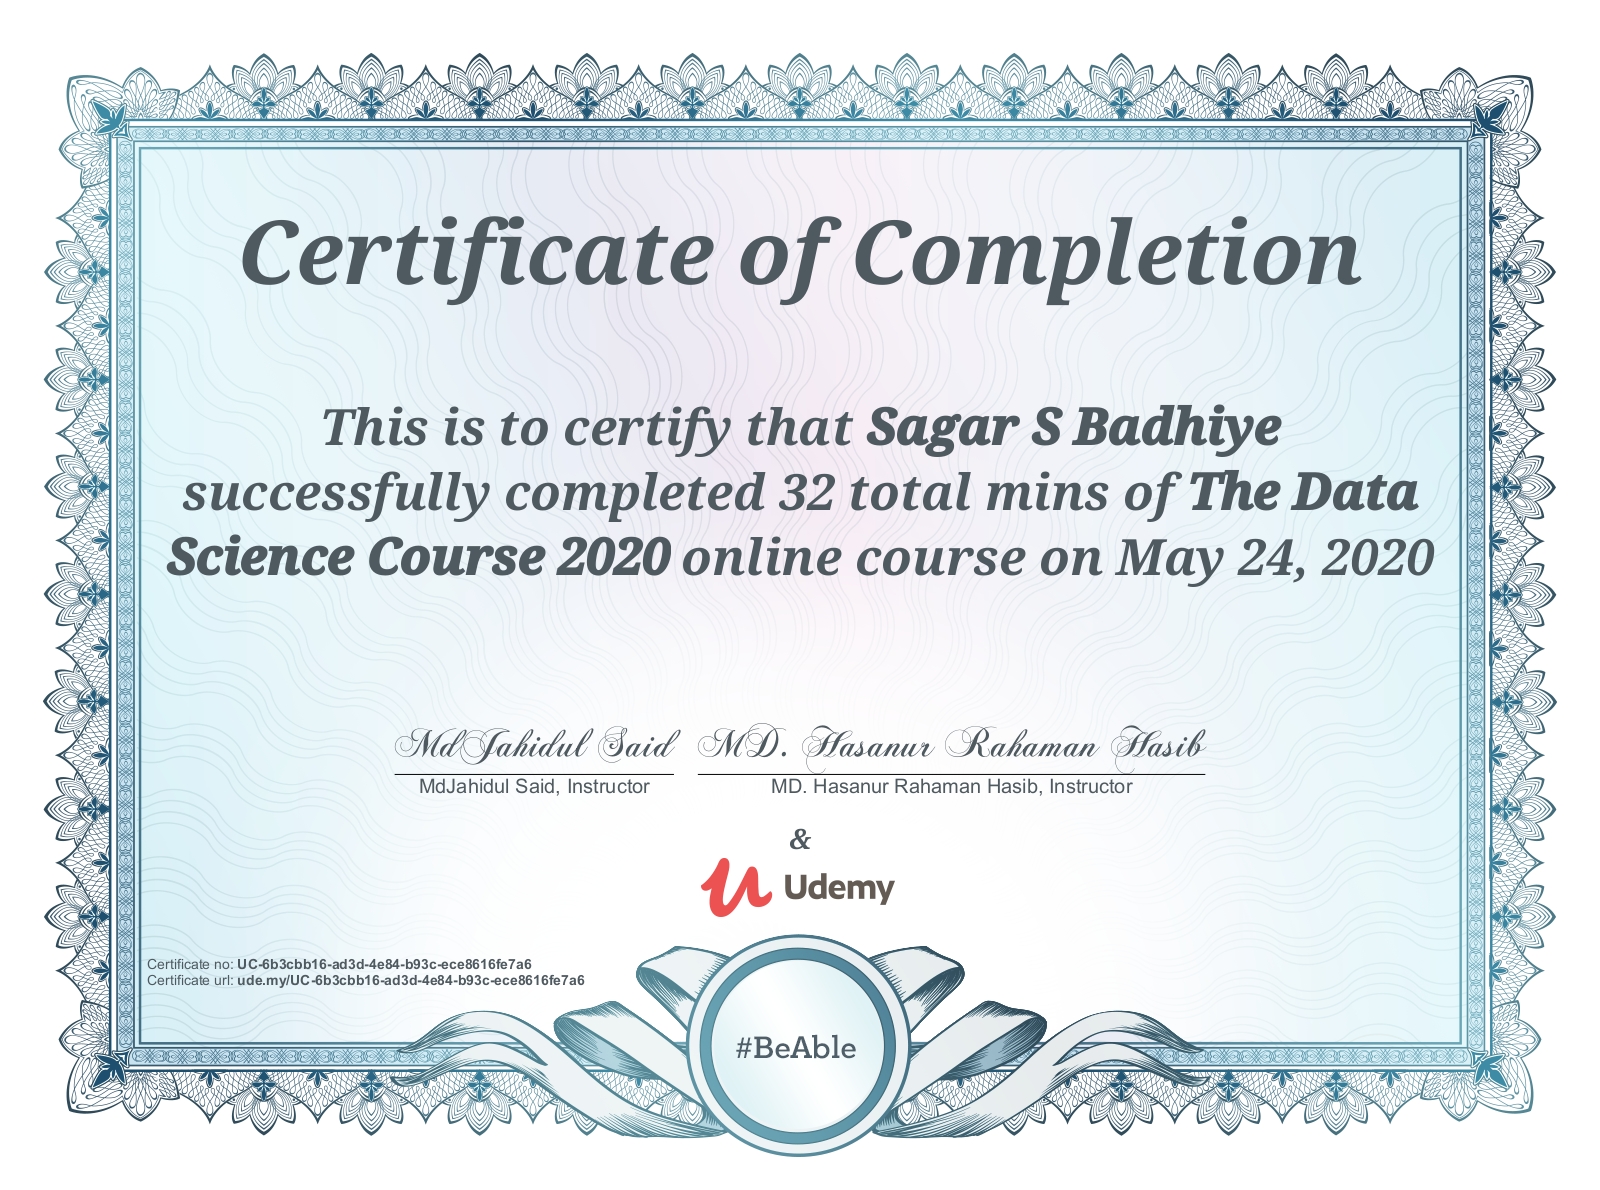 Certificate of Completion
This is to certify that Sagar S Badhiye
successfully completed 32 total mins of The Data
Science Course 2020 online course on May 24, 2020
MdJahidul Said MD. Hasanur Rahaman Hasib
MdJahidul Said, Instructor MD. Hasanur Rahaman Hasib, Instructor
&
Udemy
Certificate no: UC-6b3cbb16-ad3d-4e84-b93c-ece8616fe7a6
Certificate url: ude.my/UC-6b3cbb16-ad3d-4e84-b93c-ece8616fe7a6
#BeAble